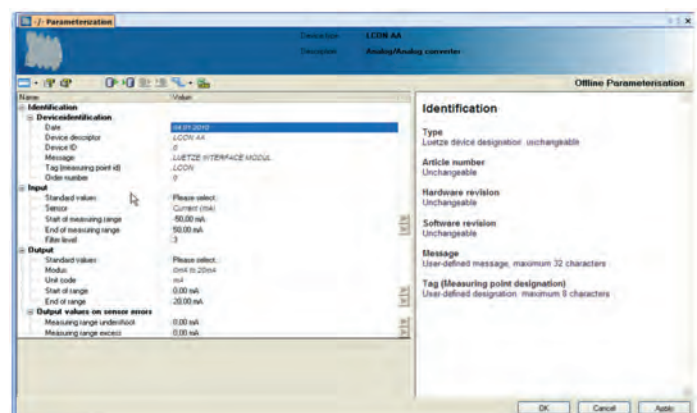 -/- Parameterization
Device type LCON AA
Description Analog/Analog converter
Offline Parameterisation
Name Value
Identification
Deviceidentification
Date 04.01.2010
Device descriptor LCON AA
Device ID 0
Message LUETZE INTERFACE MODUL
Tag (measuring point id) LCON
Order number 0
Input
Standard values Please select.
Sensor Current (mA)
Start of measuring range -50,00 mA
End of measuring range 50,00 mA
Filter level 3
Output
Standard values Please select.
Modus 0mA to 20mA
Unit code mA
Start of range 0,00 mA
End of range 20,00 mA
Output values on sensor errors
Measuring range undershoot 0,00 mA
Measuring range excess 0,00 mA
Identification
Type
Luetze device designation unchangeable
Article number
Unchangeable
Hardware revision
Unchangeable
Software revision
Unchangeable
Message
User-defined message, maximum 32 characters
Tag (Measuring point designation)
User-defined designation maximum 8 characters
OK Cancel Apply